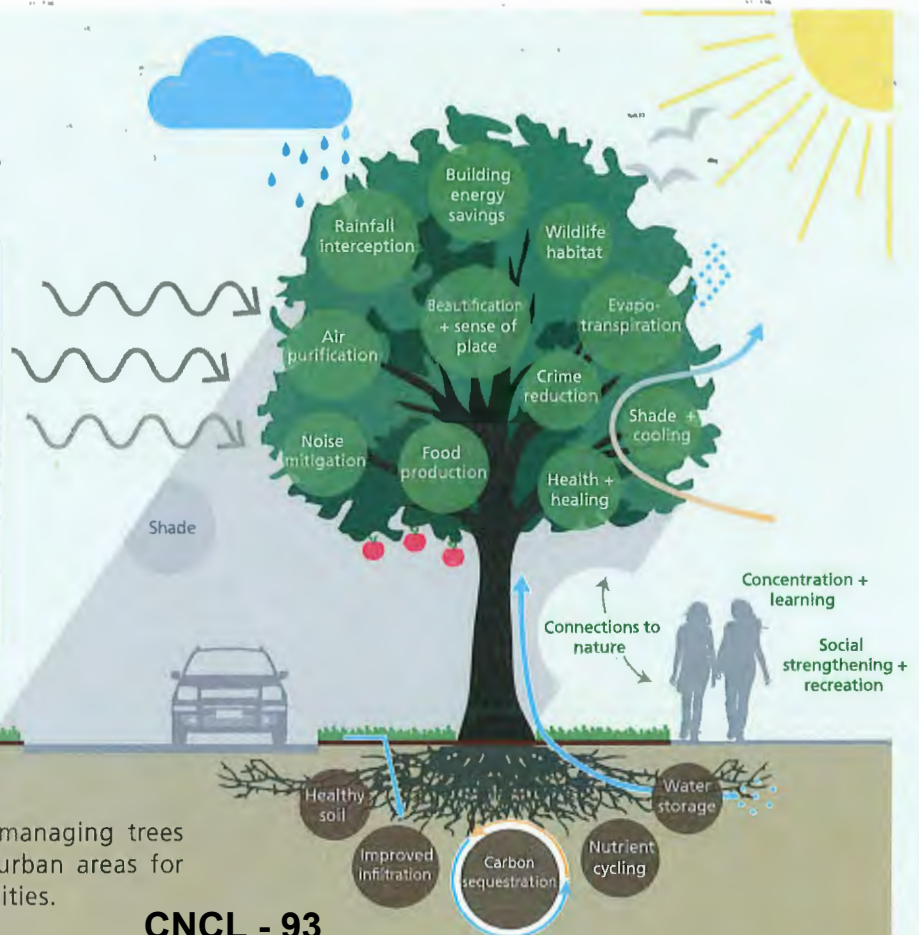 Building
energy
savings
Rainfall
interception
Wildlife
habitat
Beautification
+ sense of
place
Evapo-
transpiration
Air
purification
Crime
reduction
Shade +
cooling
Noise
mitigation
Food
production
Health +
healing
Shade
Concentration +
learning
Connections to
nature
Social
strengthening +
recreation
Healthy
soil
Water
storage
Improved
infiltration
Carbon
sequestration
Nutrient
cycling
managing trees
urban areas for
ities.
CNCL - 93